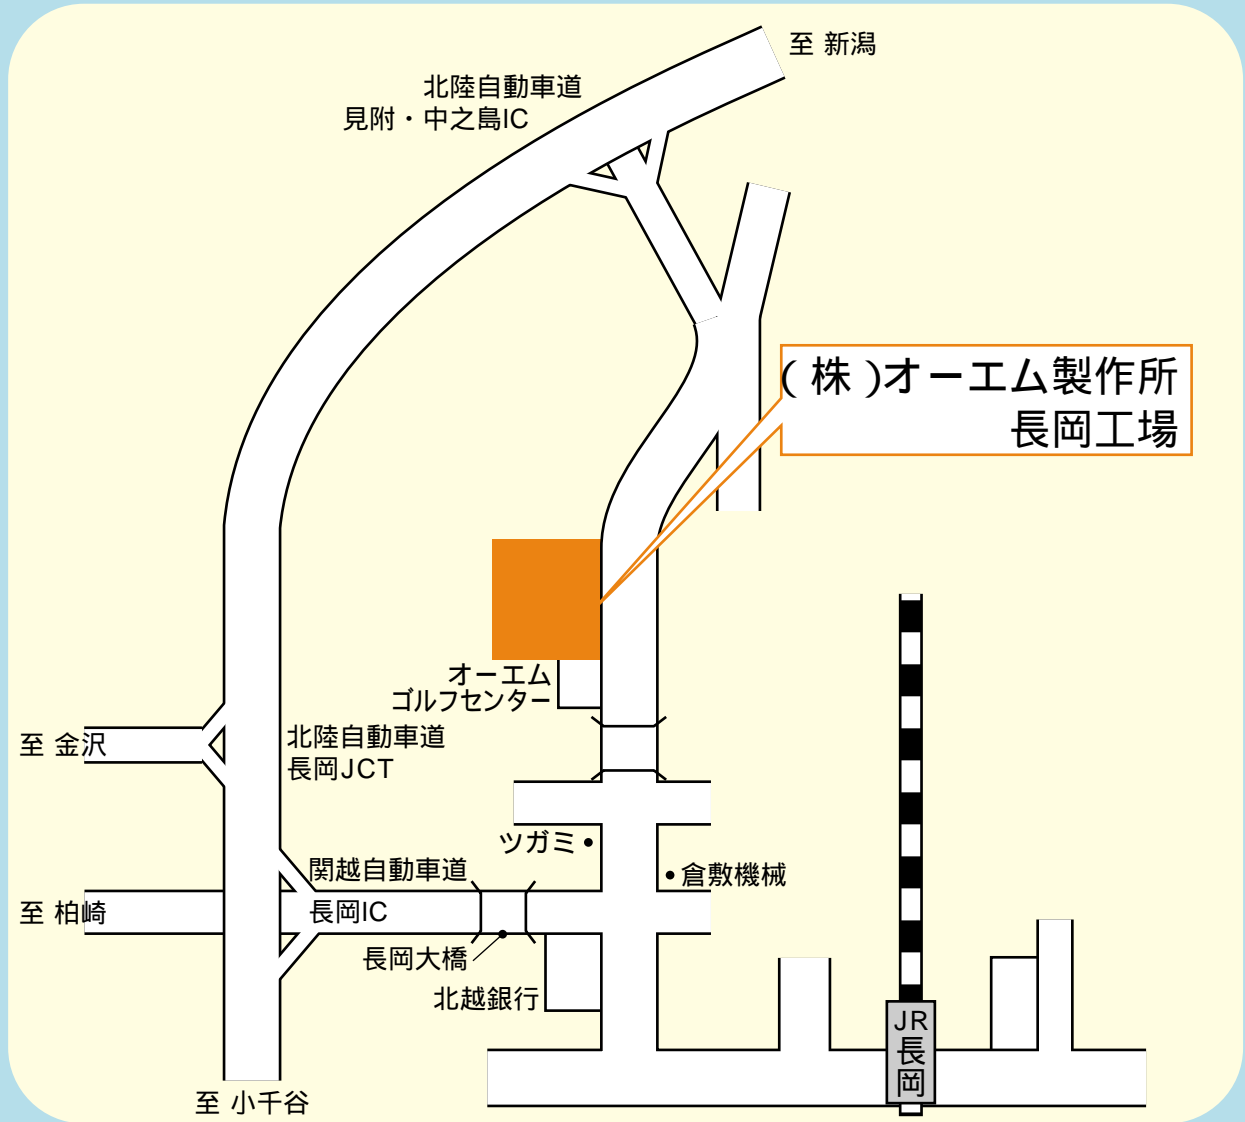 至 新潟
北陸自動車道
見附・中之島IC
(株)オーエム製作所
長岡工場
オーエム
ゴルフセンター
至 金沢
北陸自動車道
長岡JCT
ツガミ
倉敷機械
関越自動車道
至 柏崎
長岡IC
長岡大橋
北越銀行
JR
長
岡
至 小千谷